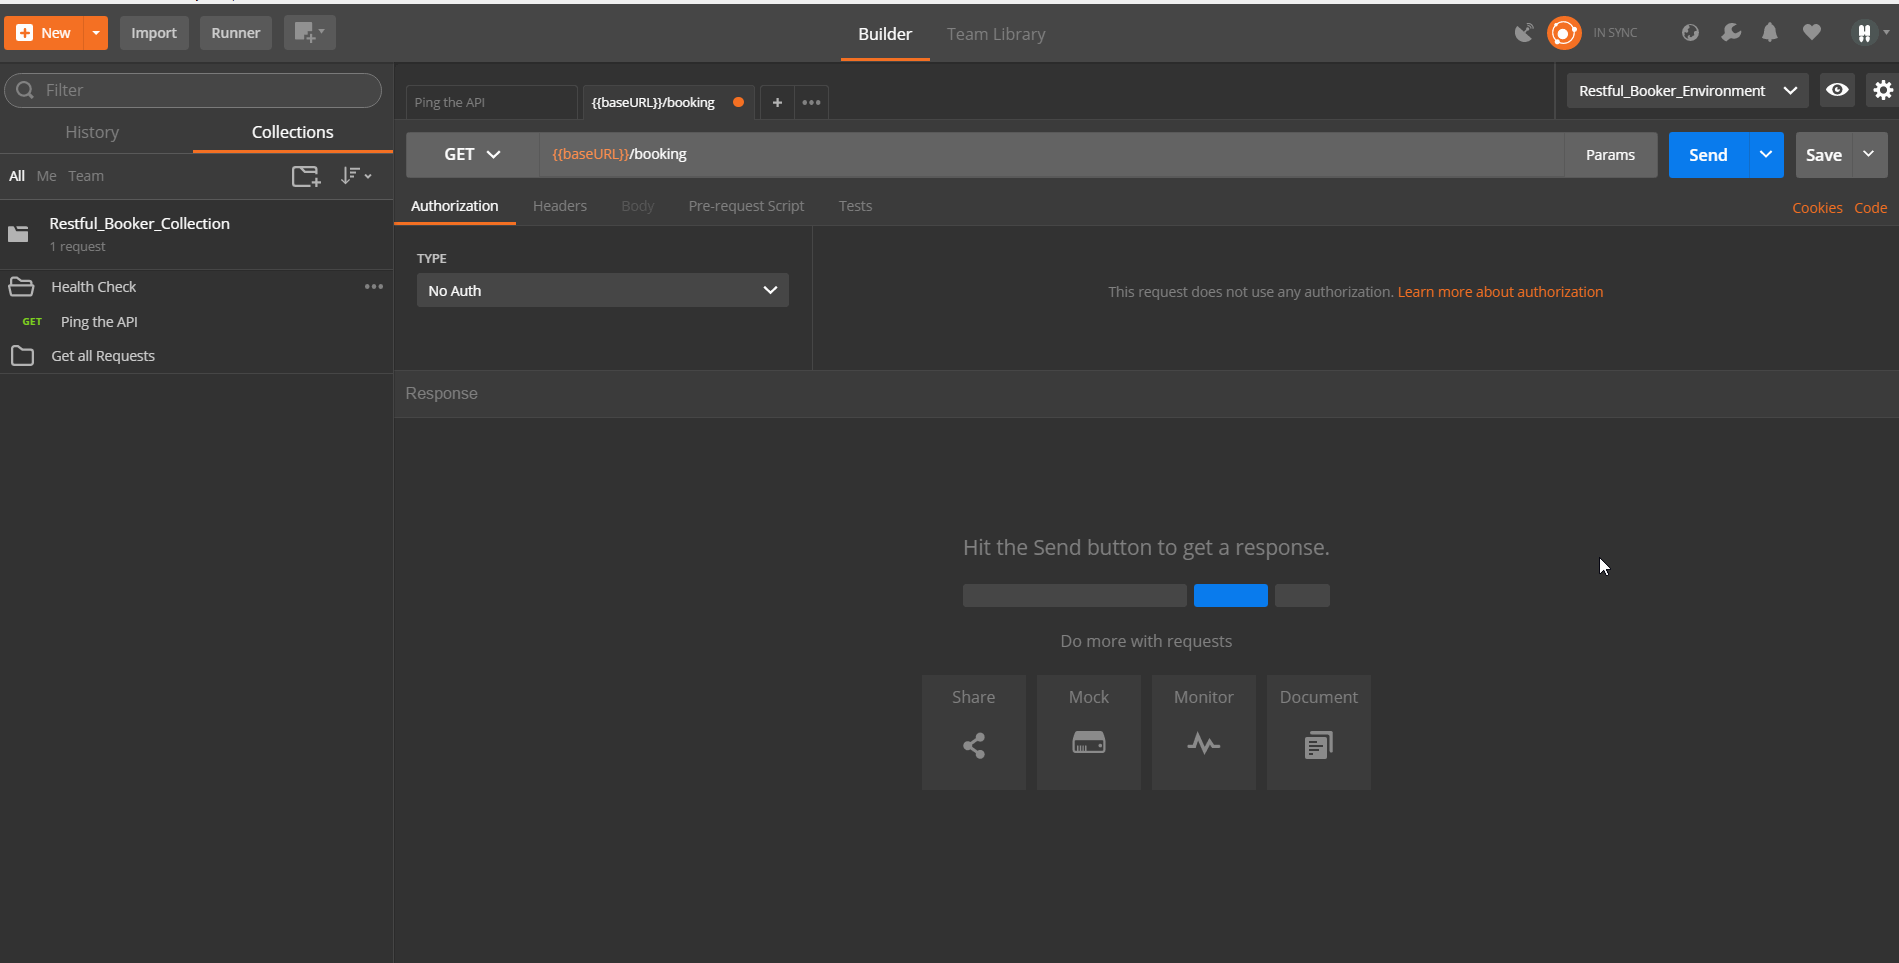 New
Import
Runner
Builder
Team Library
IN SYNC
Filter
History
Collections
All Me Team
Restful_Booker_Collection
1 request
Health Check
GET Ping the API
Get all Requests
Ping the API
{{baseURL}}/booking
Restful_Booker_Environment
GET
{{baseURL}}/booking
Params
Send
Save
Authorization
Headers
Body
Pre-request Script
Tests
Cookies
Code
TYPE
No Auth
This request does not use any authorization. Learn more about authorization
Response
Hit the Send button to get a response.
Do more with requests
Share
Mock
Monitor
Document